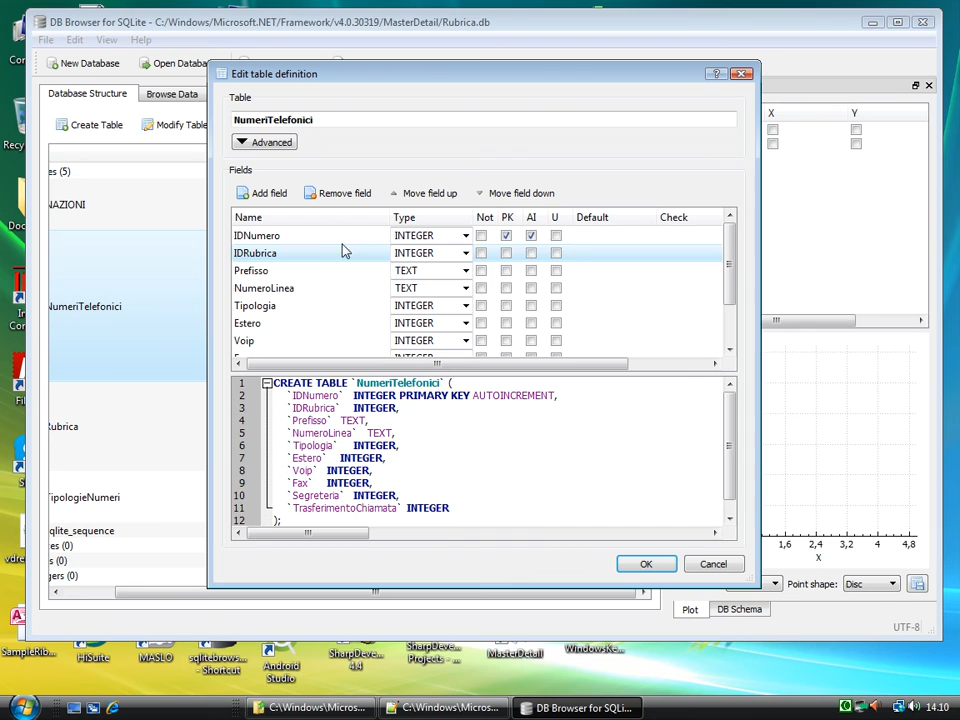 DB Browser for SQLite - C:/Windows/Microsoft.NET/Framework/v4.0.30319/MasterDetail/Rubrica.db
File Edit View Help
New Database Open Databa
Database Structure Browse Data
Create Table Modify Table
es (5)
NAZIONI
NumeriTelefonici
Rubrica
TipologieNumeri
sqlite_sequence
es (0)
s (0)
gers (0)
Edit table definition
Table
NumeriTelefonici
Advanced
Fields
Add field Remove field Move field up Move field down
Name Type Not PK AI U Default Check
IDNumero INTEGER
IDRubrica INTEGER
Prefisso TEXT
NumeroLinea TEXT
Tipologia INTEGER
Estero INTEGER
Voip INTEGER
1 CREATE TABLE `NumeriTelefonici` (
2 `IDNumero` INTEGER PRIMARY KEY AUTOINCREMENT,
3 `IDRubrica` INTEGER,
4 `Prefisso` TEXT,
5 `NumeroLinea` TEXT,
6 `Tipologia` INTEGER,
7 `Estero` INTEGER,
8 `Voip` INTEGER,
9 `Fax` INTEGER,
10 `Segreteria` INTEGER,
11 `TrasferimentoChiamata` INTEGER
12 );
OK Cancel
X Y
1,6 2,4 3,2 4 4,8
X
Point shape: Disc
Plot DB Schema
UTF-8
SampleRib...
HiSuite
MASLO
sqlitebrows... - Shortcut
Android Studio
SharpDeve... 4.4
SharpDeve... Projects - ...
MasterDetail
WindowsKe...
C:\Windows\Micros... C:\Windows\Micros... DB Browser for SQLi... 14.10